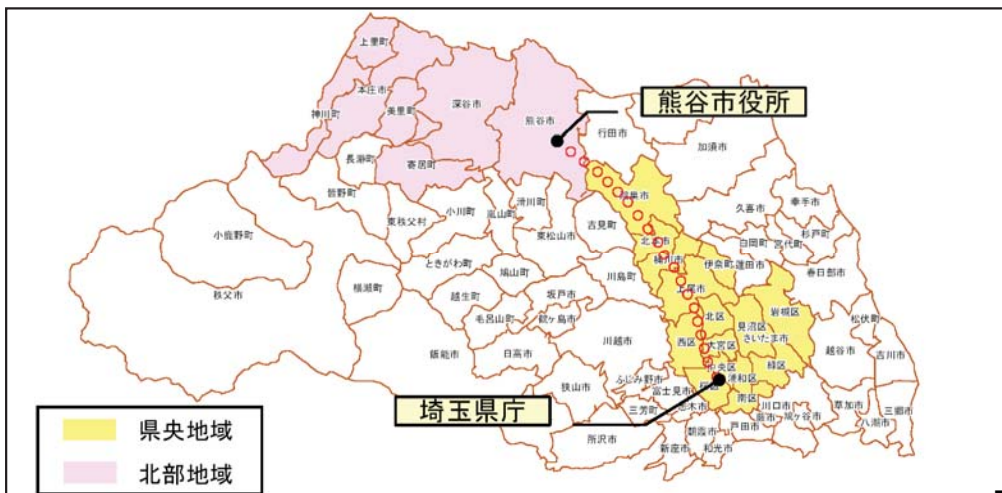 上里町
本庄市
神川町
美里町
深谷市
熊谷市
熊谷市役所
行田市
加須市
長瀞町
寄居町
皆野町
小鹿野町
東秩父村
小川町
嵐山町
滑川町
吉見町
東松山市
久喜市
幸手市
白岡町
宮代町
杉戸町
北本市
桶川市
伊奈町
蓮田市
春日部市
秩父市
横瀬町
ときがわ町
鳩山町
川島町
上尾市
越生町
坂戸市
毛呂山町
鶴ヶ島市
北区
見沼区
岩槻区
さいたま市
松伏町
飯能市
日高市
川越市
西区
大宮区
越谷市
吉川市
中央区
緑区
狭山市
ふじみ野市
富士見市
桜区
浦和区
南区
埼玉県庁
三芳町
志木市
川口市
草加市
三郷市
蕨市
鳩ヶ谷市
八潮市
戸田市
所沢市
朝霞市
新座市
和光市
県央地域
北部地域